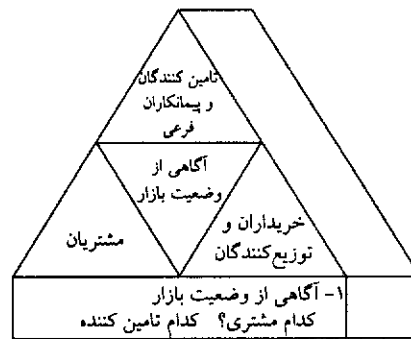 تامین کنندگان
و پیمانکاران
فرعی
آگاهی از
وضعیت بازار
مشتریان
خریداران و
توزیع‌کنندگان
۱- آگاهی از وضعیت بازار
کدام مشتری؟ کدام تامین کننده